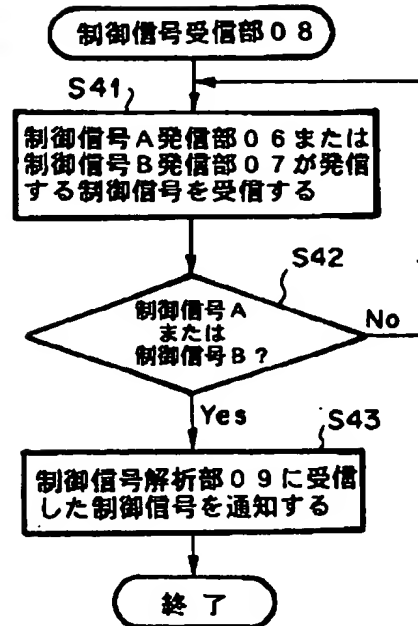 制御信号受信部０８
S41
制御信号Ａ発信部０６または
制御信号Ｂ発信部０７が発信
する制御信号を受信する
S42
制御信号Ａ
または
制御信号Ｂ？
No
Yes
S43
制御信号解析部０９に受信
した制御信号を通知する
終了